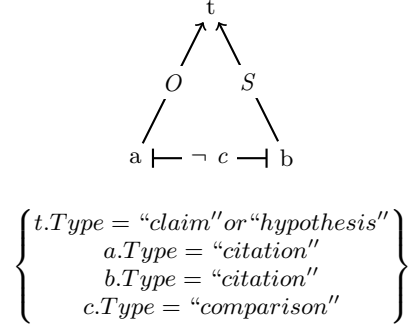 t
O S
a ¬ c b
t.Type = “claim″or“hypothesis″
a.Type = “citation″
b.Type = “citation″
c.Type = “comparison″